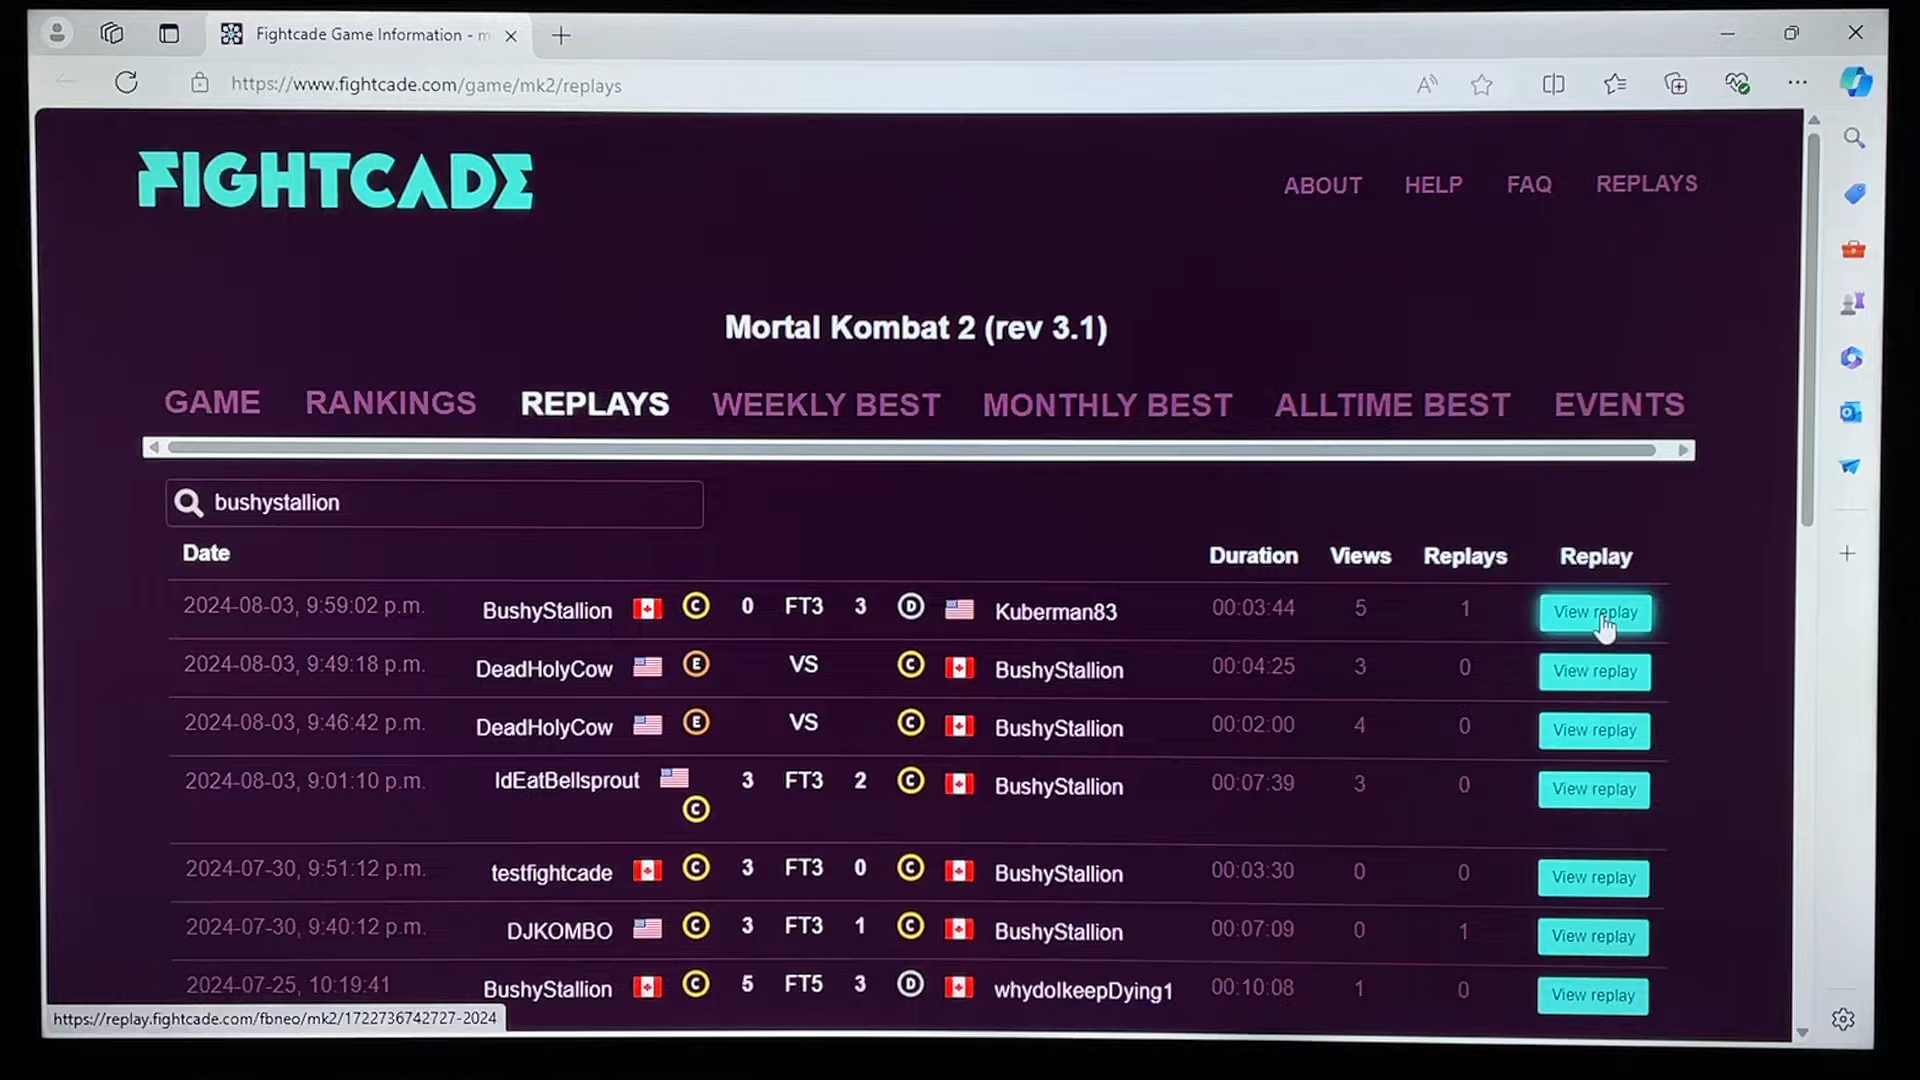 Fightcade Game Information - m
https://www.fightcade.com/game/mk2/replays
FIGHTCADE
ABOUT HELP FAQ REPLAYS
Mortal Kombat 2 (rev 3.1)
GAME RANKINGS REPLAYS WEEKLY BEST MONTHLY BEST ALLTIME BEST EVENTS
bushystallion
Date Duration Views Replays Replay
2024-08-03, 9:59:02 p.m. BushyStallion C 0 FT3 3 D Kuberman83 00:03:44 5 1 View replay
2024-08-03, 9:49:18 p.m. DeadHolyCow E VS C BushyStallion 00:04:25 3 0 View replay
2024-08-03, 9:46:42 p.m. DeadHolyCow E VS C BushyStallion 00:02:00 4 0 View replay
2024-08-03, 9:01:10 p.m. IdEatBellsprout C 3 FT3 2 C BushyStallion 00:07:39 3 0 View replay
2024-07-30, 9:51:12 p.m. testfightcade C 3 FT3 0 C BushyStallion 00:03:30 0 0 View replay
2024-07-30, 9:40:12 p.m. DJKOMBO C 3 FT3 1 C BushyStallion 00:07:09 0 1 View replay
2024-07-25, 10:19:41 BushyStallion C 5 FT5 3 D whydoIkeepDying1 00:10:08 1 0 View replay
https://replay.fightcade.com/fbneo/mk2/1722736742727-2024